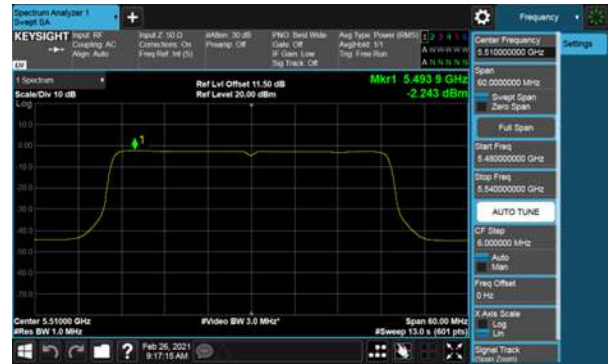 Spectrum Analyzer 1
Swept SA
Frequency
KEYSIGHT
Input: RF
Coupling: AC
Align: Auto
Input Z: 50 Ω
Corrections: On
Freq Ref: Int (S)
#Atten: 30 dB
Preamp: Off
PNO: Best Wide
Gate: Off
IF Gain: Low
Sig Track: Off
Avg Type: Power (RMS)
Avg|Hold: 1/1
Trig: Free Run
1 2 3 4 5 6
A W W W W W
A N N N N N
LXI
1 Spectrum
Scale/Div 10 dB
Ref Lvl Offset 11.50 dB
Ref Level 20.00 dBm
Mkr1 5.493 9 GHz
-2.243 dBm
Log
10.0
0.00
-10.0
-20.0
-30.0
-40.0
-50.0
-60.0
-70.0
1
Center 5.51000 GHz
#Res BW 1.0 MHz
#Video BW 3.0 MHz*
Span 60.00 MHz
#Sweep 13.0 s (601 pts)
Feb 26, 2021
9:17:15 AM
Center Frequency
5.510000000 GHz
Settings
Span
60.0000000 MHz
Swept Span
Zero Span
Full Span
Start Freq
5.480000000 GHz
Stop Freq
5.540000000 GHz
AUTO TUNE
CF Step
6.000000 MHz
Auto
Man
Freq Offset
0 Hz
X Axis Scale
Log
Lin
Signal Track
(Span Zoom)